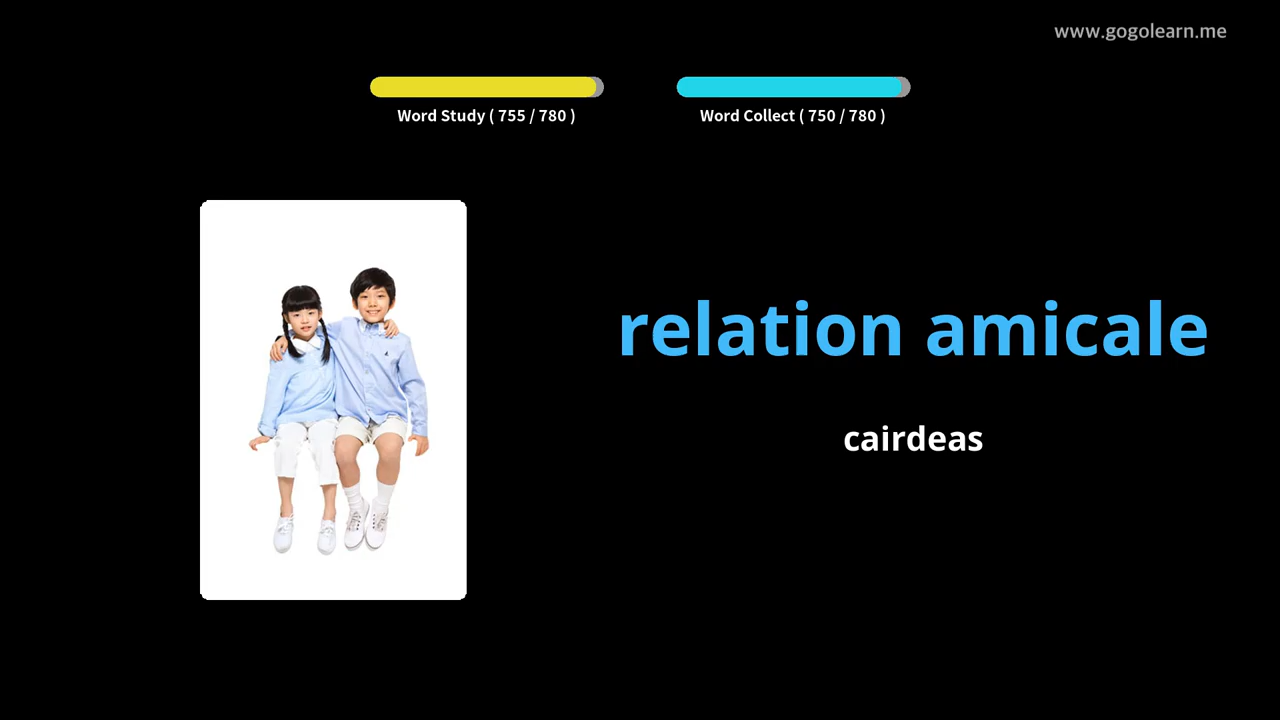 www.gogolearn.me
Word Study ( 755 / 780 )
Word Collect ( 750 / 780 )
relation amicale
cairdeas